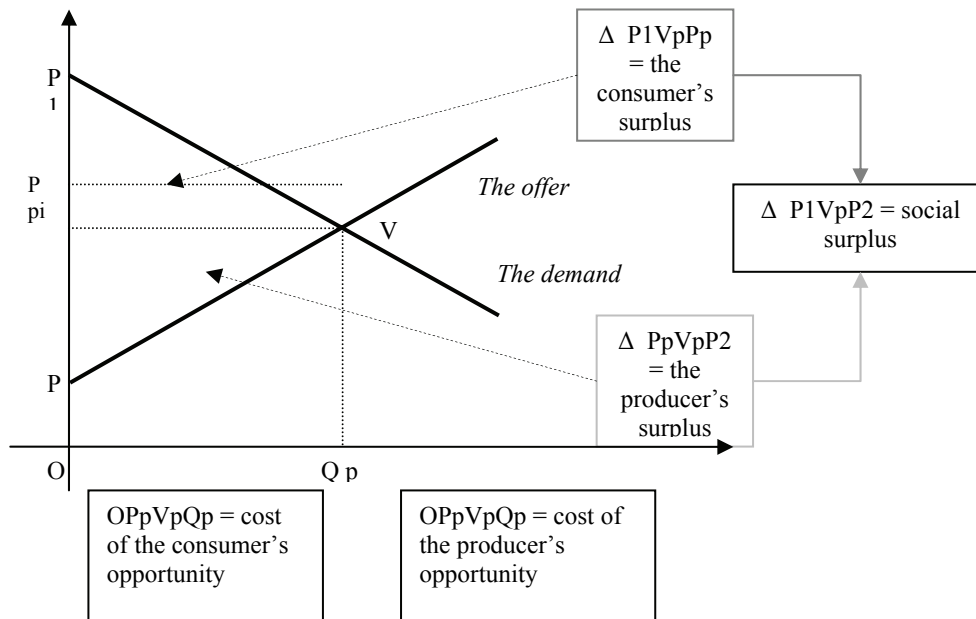 Δ P1VpPp
= the
consumer's
surplus
P
1
P
pi
The offer
Δ P1VpP2 = social
surplus
V
The demand
Δ PpVpP2
= the
producer's
surplus
P
O
Q p
OPpVpQp = cost
of the consumer's
opportunity
OPpVpQp = cost of
the producer's
opportunity